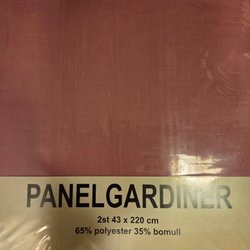 PANELGARDINER
2st 43 x 220 cm
65% polyester 35% bomull